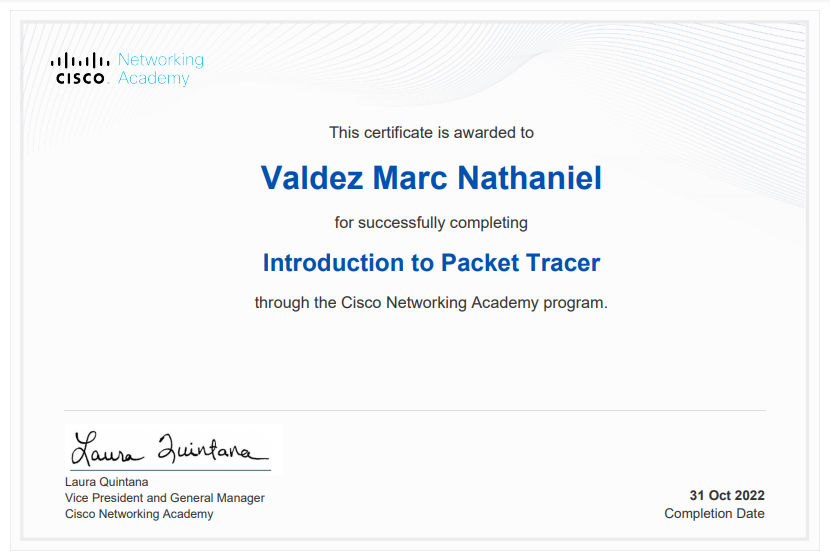 CISCO
Networking
Academy
This certificate is awarded to
Valdez Marc Nathaniel
for successfully completing
Introduction to Packet Tracer
through the Cisco Networking Academy program.
Laura Quintana
Laura Quintana
Vice President and General Manager
Cisco Networking Academy
31 Oct 2022
Completion Date